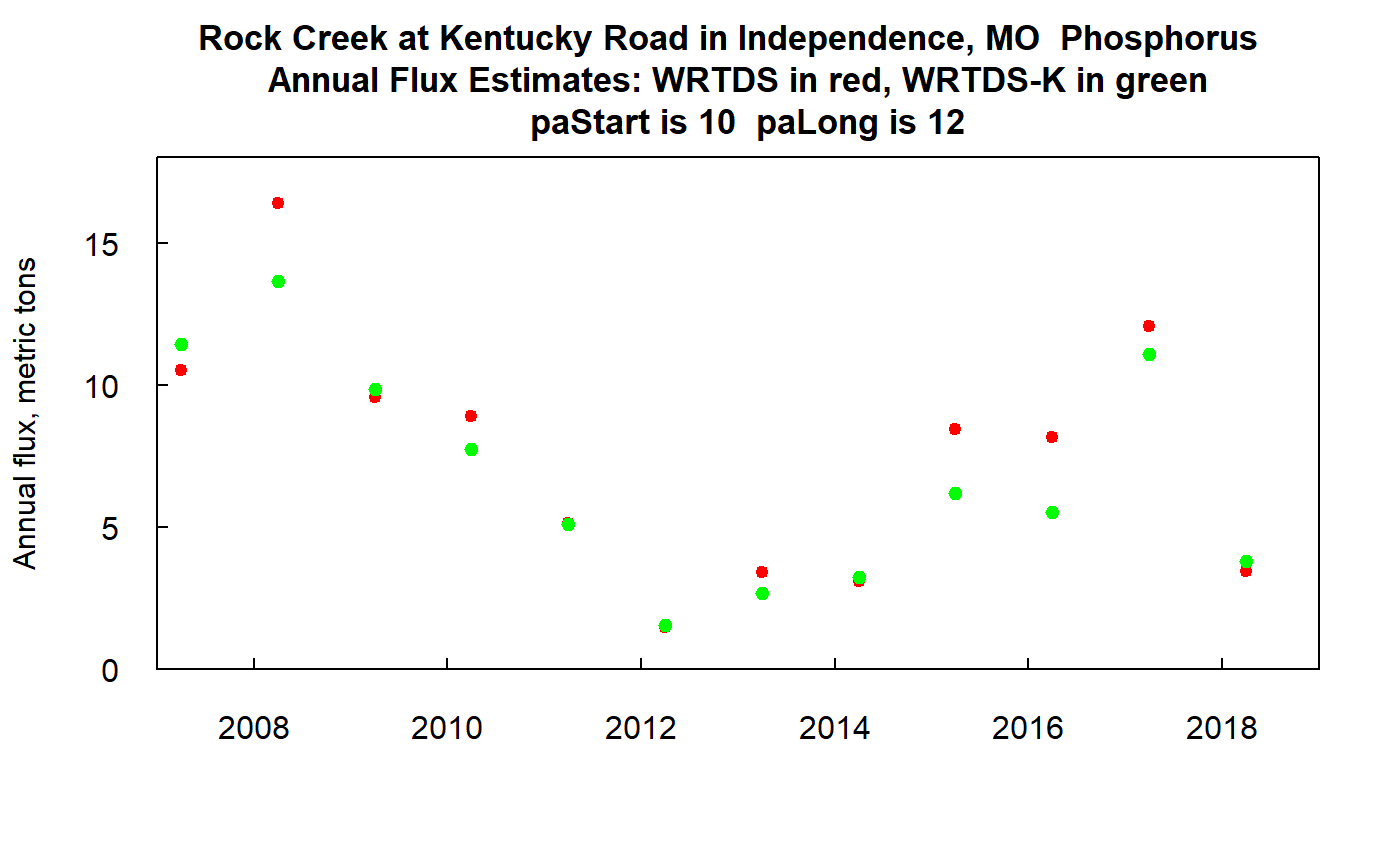 Rock Creek at Kentucky Road in Independence, MO  Phosphorus
Annual Flux Estimates: WRTDS in red, WRTDS-K in green
paStart is 10  paLong is 12
Annual flux, metric tons
15
10
5
0
2008 2010 2012 2014 2016 2018